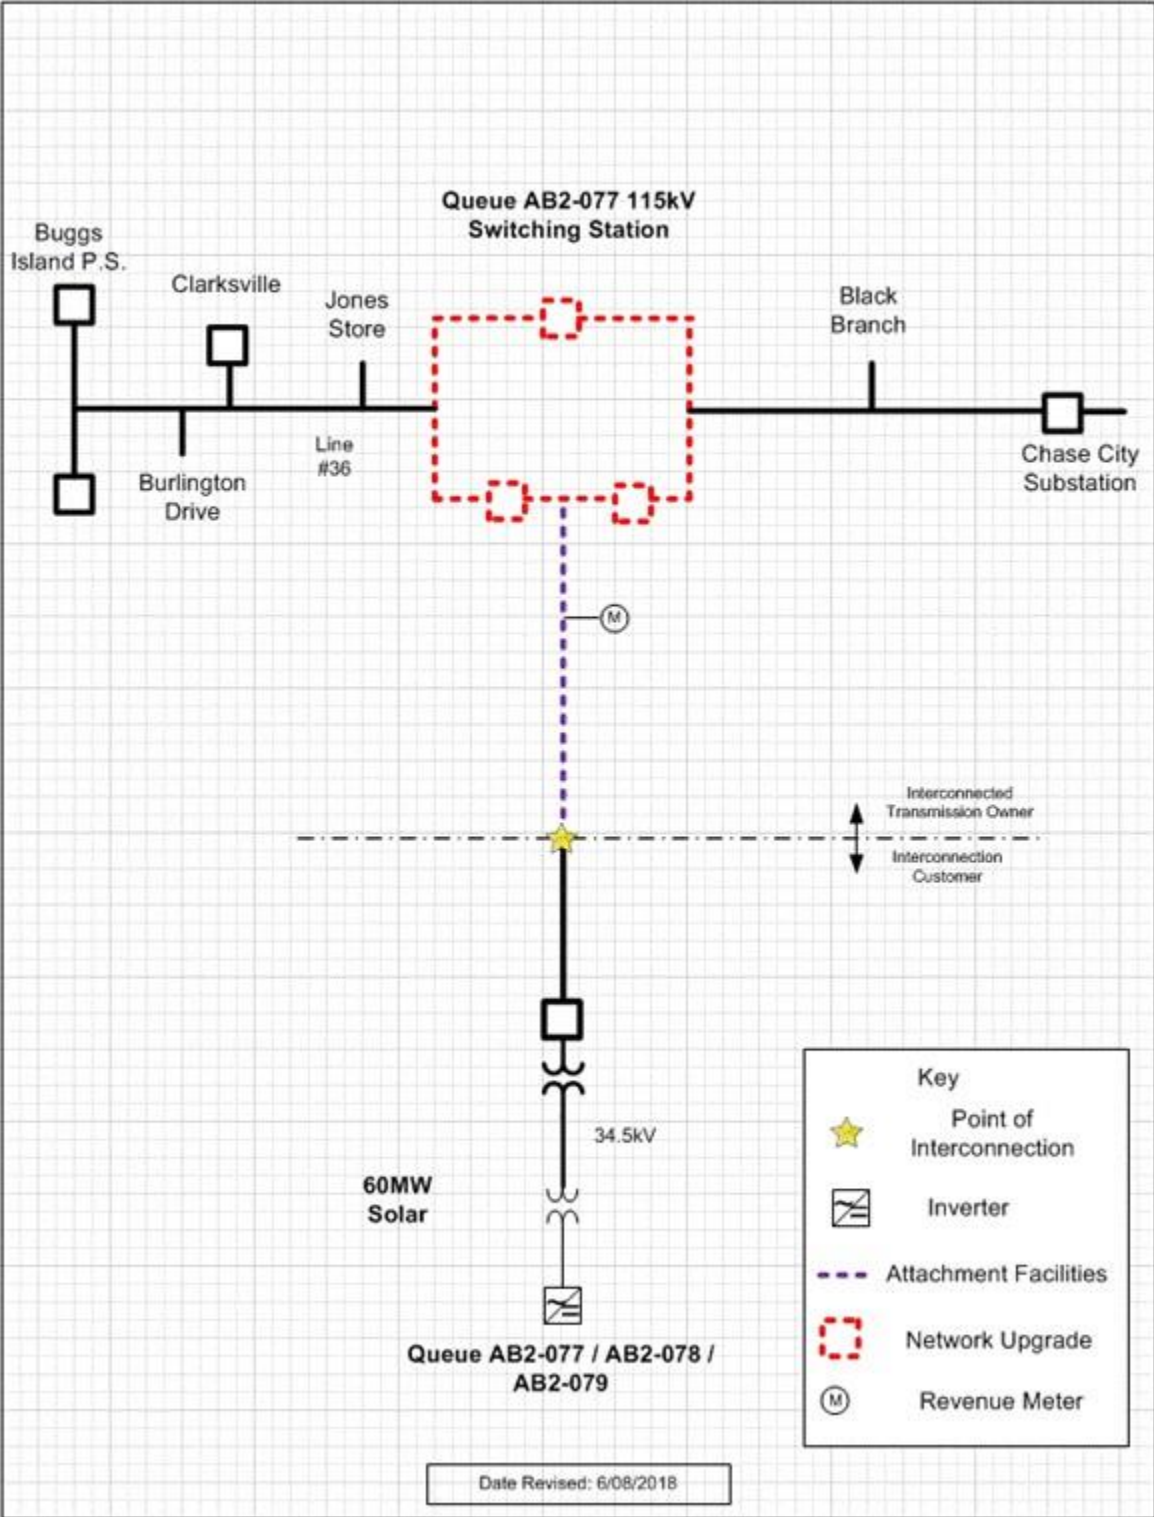 Queue AB2-077 115kV
Switching Station
Buggs
Island P.S.
Clarksville
Jones
Store
Black
Branch
Line
#36
Burlington
Drive
Chase City
Substation
M
Interconnected
Transmission Owner
Interconnection
Customer
34.5kV
60MW
Solar
Queue AB2-077 / AB2-078 /
AB2-079
Key
Point of
Interconnection
Inverter
Attachment Facilities
Network Upgrade
M
Revenue Meter
Date Revised: 6/08/2018